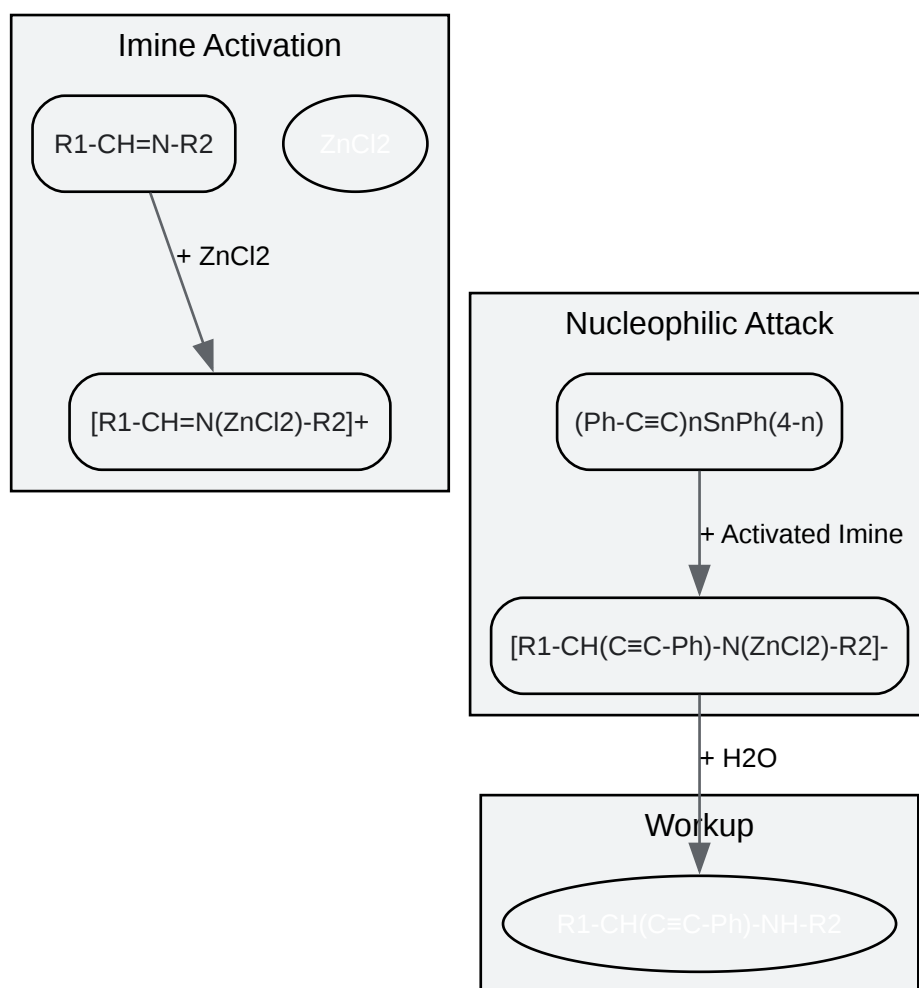 Imine Activation
R1-CH=N-R2
ZnCl2
+ ZnCl2
[R1-CH=N(ZnCl2)-R2]+
Nucleophilic Attack
(Ph-C≡C)nSnPh(4-n)
+ Activated Imine
[R1-CH(C≡C-Ph)-N(ZnCl2)-R2]-
+ H2O
Workup
R1-CH(C≡C-Ph)-NH-R2